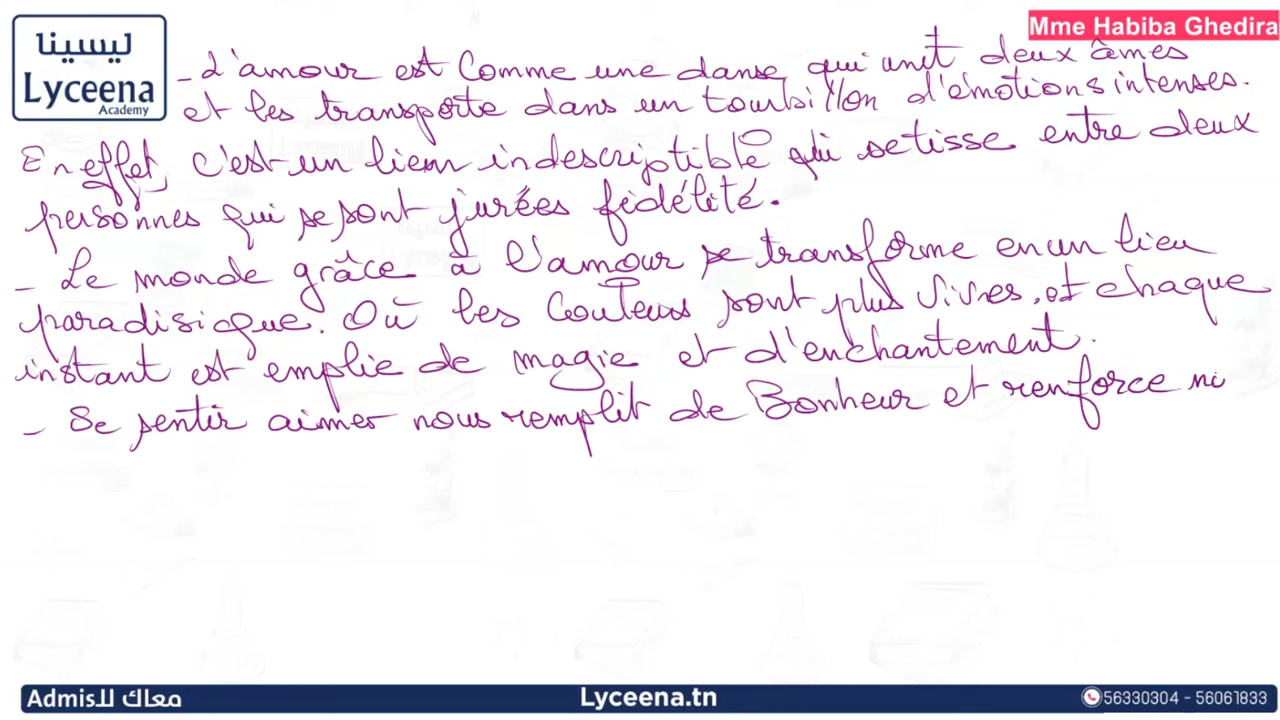 ليسينا
Lyceena
Academy
Mme Habiba Ghedira
- L'amour est comme une danse qui unit deux âmes
et les transporte dans un tourbillon d'émotions intenses.
En effet, c'est un lien indescriptible qui se tisse entre deux
personnes qui se sont jurées fidélité.
- Le monde grâce à l'amour se transforme en un lieu
paradisiaque. Où les couleurs sont plus vives, et chaque
instant est emplie de magie et d'enchantement.
- Se sentir aimer nous remplit de Bonheur et renforce
معاك للـAdmis
Lyceena.tn
56330304 - 56061833